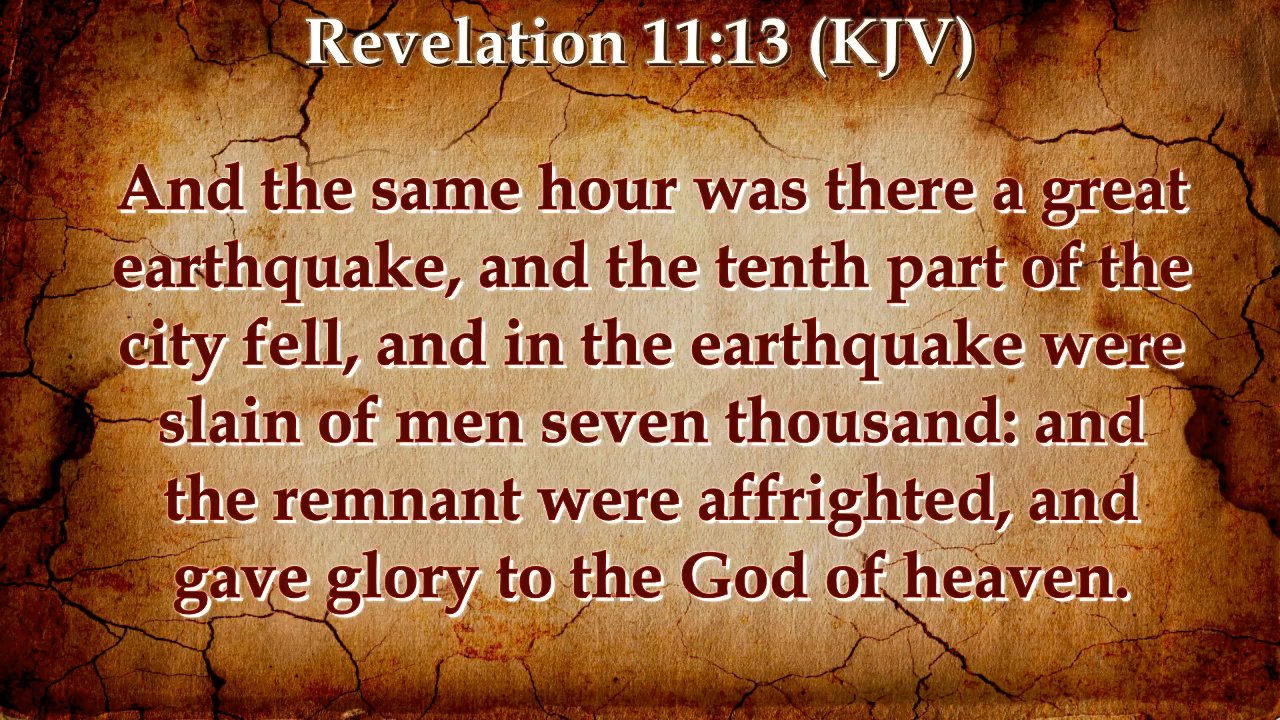 Revelation 11:13 (KJV)
And the same hour was there a great
earthquake, and the tenth part of the
city fell, and in the earthquake were
slain of men seven thousand: and
the remnant were affrighted, and
gave glory to the God of heaven.